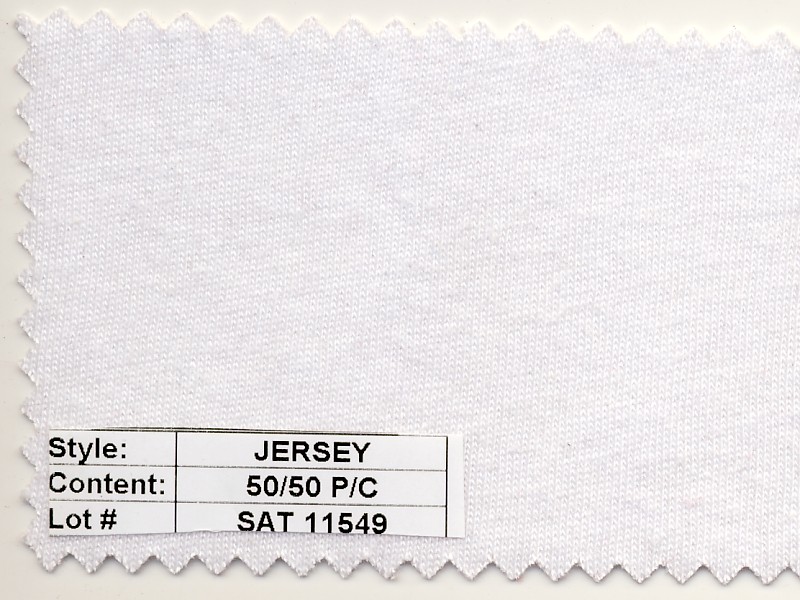 Style: JERSEY
Content: 50/50 P/C
Lot # SAT 11549